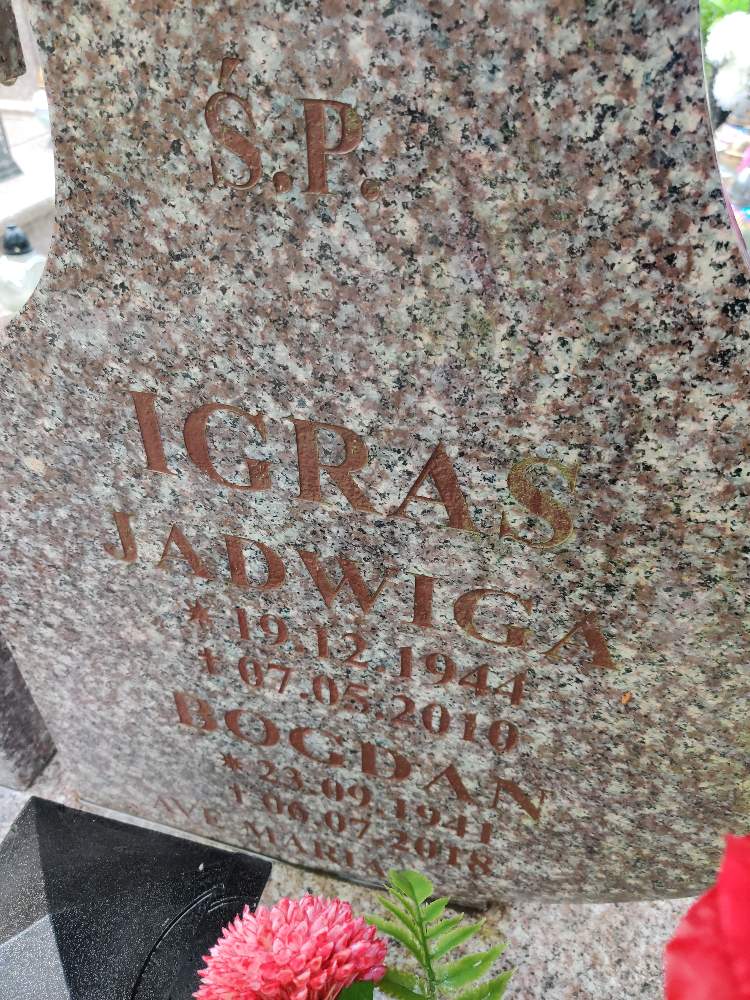 Ś.P.
IGRAS
JADWIGA
* 19.12.1944
† 07.05.2010
BOGDAN
* 23.09.1941
† 06.07.2018
AVE MARIA